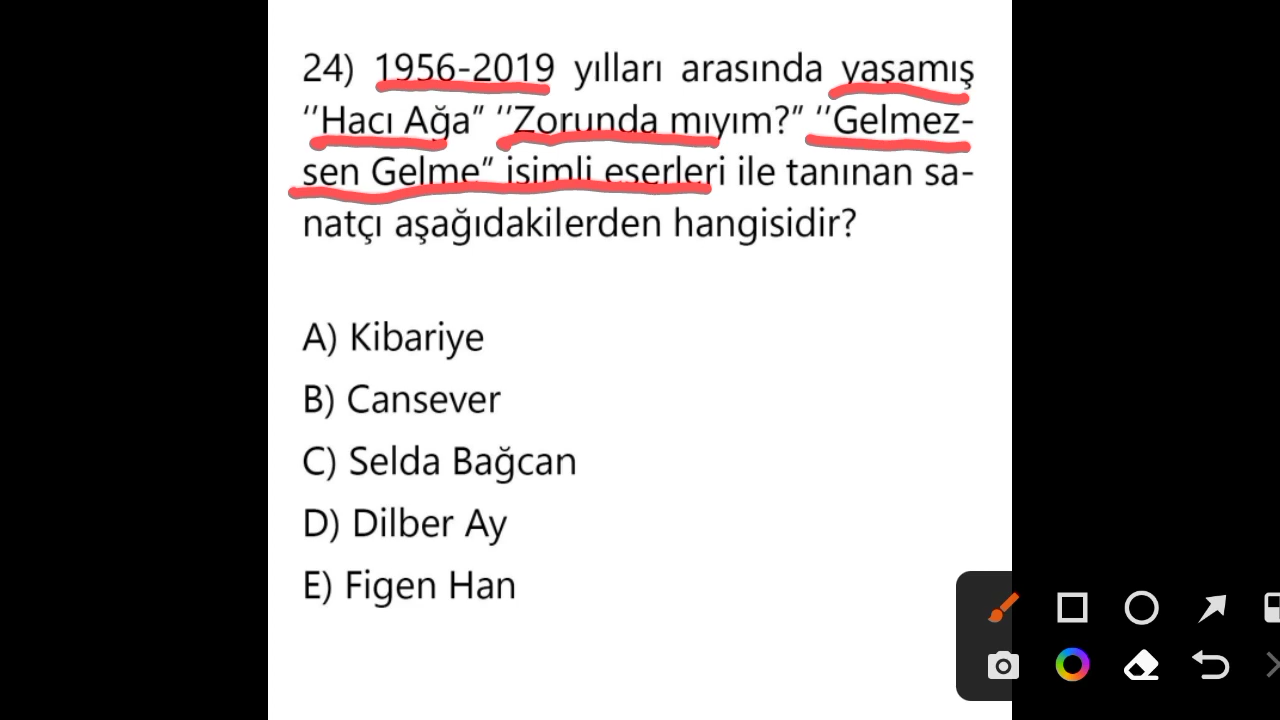 24) 1956-2019 yılları arasında yaşamış
‘‘Hacı Ağa” ‘‘Zorunda mıyım?” ‘‘Gelmez-
sen Gelme” isimli eserleri ile tanınan sa-
natçı aşağıdakilerden hangisidir?
A) Kibariye
B) Cansever
C) Selda Bağcan
D) Dilber Ay
E) Figen Han